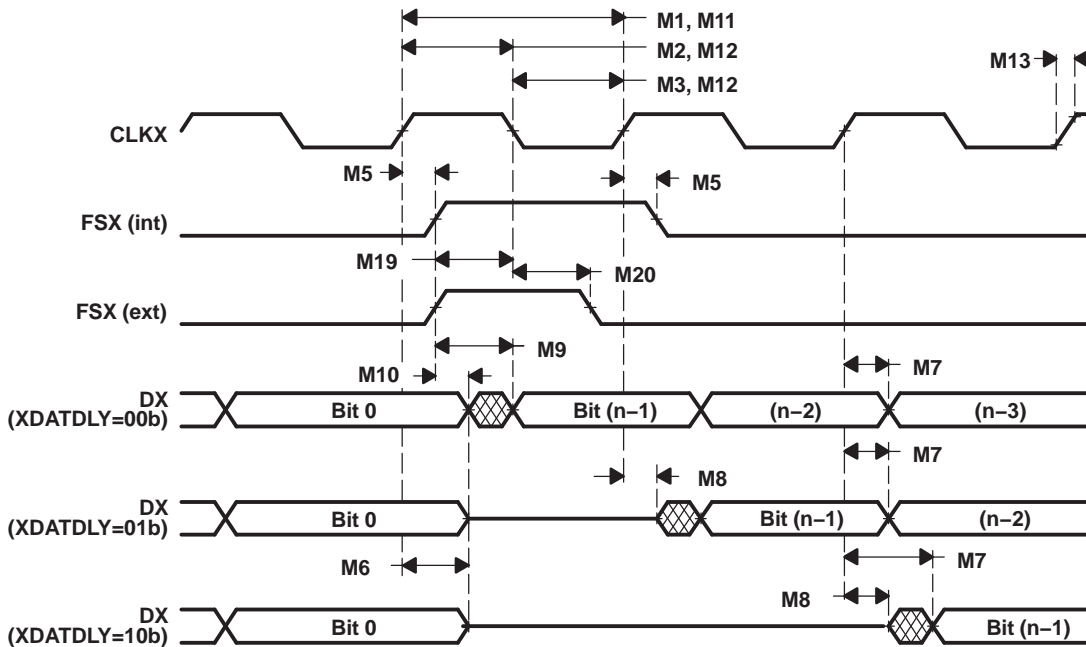 M1, M11
M2, M12
M13
M3, M12
CLKX
M5
M5
FSX (int)
M19
M20
FSX (ext)
M9
M10
M7
DX
(XDATDLY=00b)
Bit 0
Bit (n–1)
(n–2)
(n–3)
M7
M8
DX
(XDATDLY=01b)
Bit 0
Bit (n–1)
(n–2)
M6
M7
M8
DX
(XDATDLY=10b)
Bit 0
Bit (n–1)